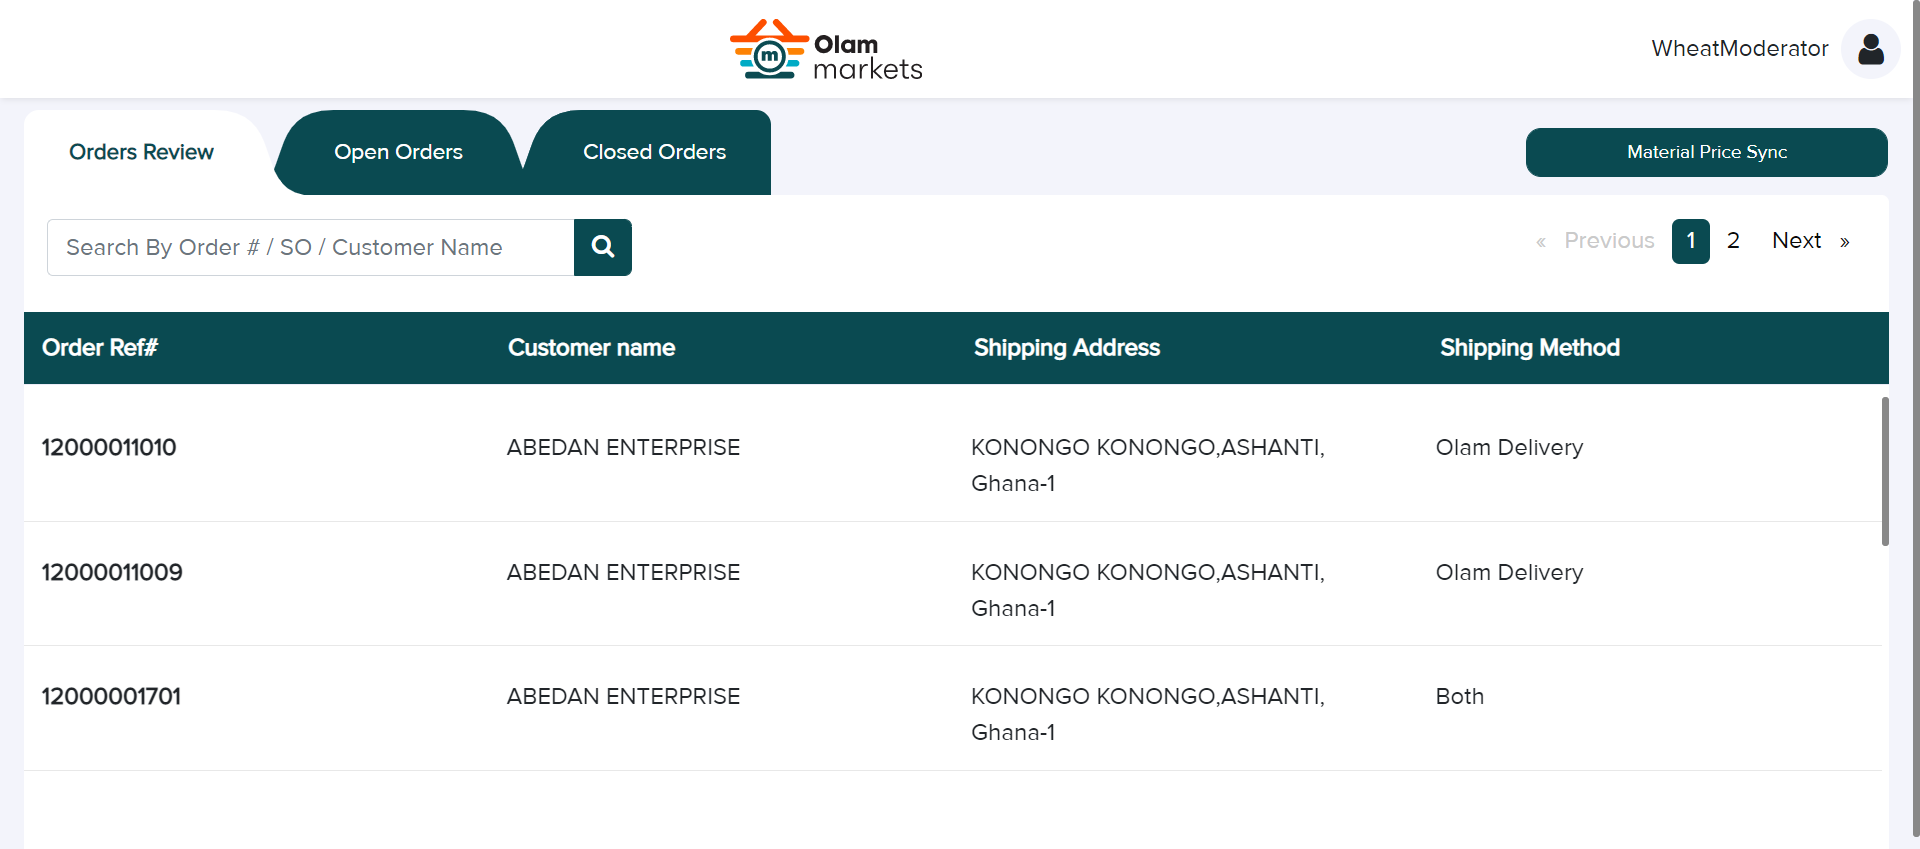 m
Olam
markets
WheatModerator
Orders Review
Open Orders
Closed Orders
Material Price Sync
Search By Order # / SO / Customer Name
« Previous 1 2 Next »
Order Ref# Customer name Shipping Address Shipping Method
12000011010 ABEDAN ENTERPRISE KONONGO KONONGO,ASHANTI, Olam Delivery
Ghana-1
12000011009 ABEDAN ENTERPRISE KONONGO KONONGO,ASHANTI, Olam Delivery
Ghana-1
12000001701 ABEDAN ENTERPRISE KONONGO KONONGO,ASHANTI, Both
Ghana-1